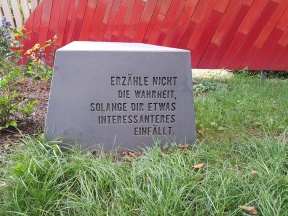 ERZÄHLE NICHT
DIE WAHRHEIT,
SOLANGE DIR ETWAS
INTERESSANTERES
EINFÄLLT.